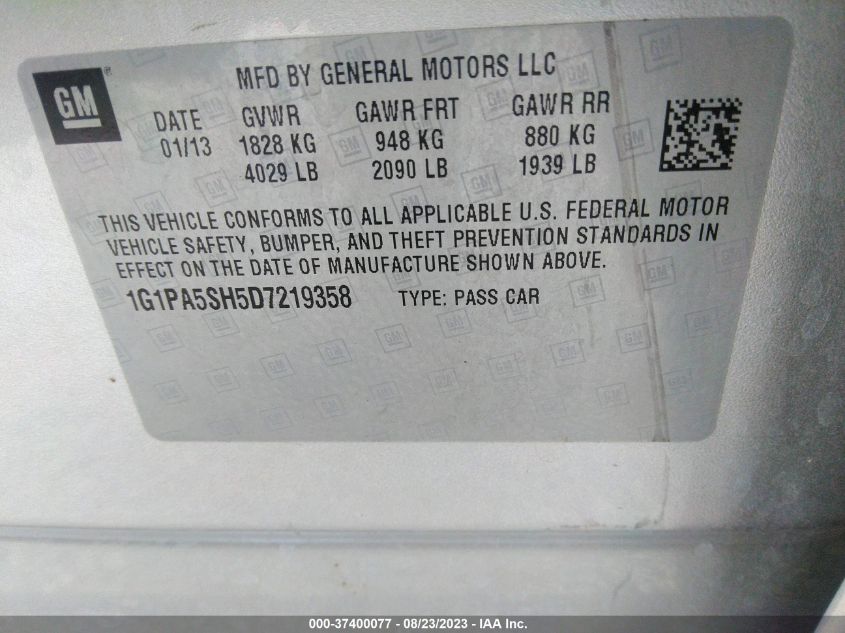 GM
MFD BY GENERAL MOTORS LLC
DATE GVWR GAWR FRT GAWR RR
01/13 1828 KG 948 KG 880 KG
4029 LB 2090 LB 1939 LB
THIS VEHICLE CONFORMS TO ALL APPLICABLE U.S. FEDERAL MOTOR
VEHICLE SAFETY, BUMPER, AND THEFT PREVENTION STANDARDS IN
EFFECT ON THE DATE OF MANUFACTURE SHOWN ABOVE.
1G1PA5SH5D7219358 TYPE: PASS CAR
000-37400077 - 08/23/2023 - IAA Inc.